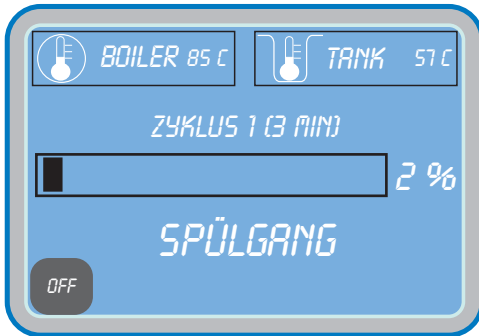 BOILER 85 C
TANK 57 C
ZYKLUS 1 (3 MIN)
2 %
SPÜLGANG
OFF